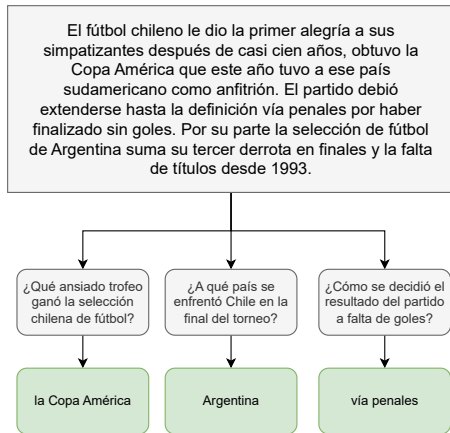 El fútbol chileno le dio la primer alegría a sus
simpatizantes después de casi cien años, obtuvo la
Copa América que este año tuvo a ese país
sudamericano como anfitrión. El partido debió
extenderse hasta la definición vía penales por haber
finalizado sin goles. Por su parte la selección de fútbol
de Argentina suma su tercer derrota en finales y la falta
de títulos desde 1993.
¿Qué ansiado trofeo
ganó la selección
chilena de fútbol?
¿A qué país se
enfrentó Chile en la
final del torneo?
¿Cómo se decidió el
resultado del partido
a falta de goles?
la Copa América
Argentina
vía penales